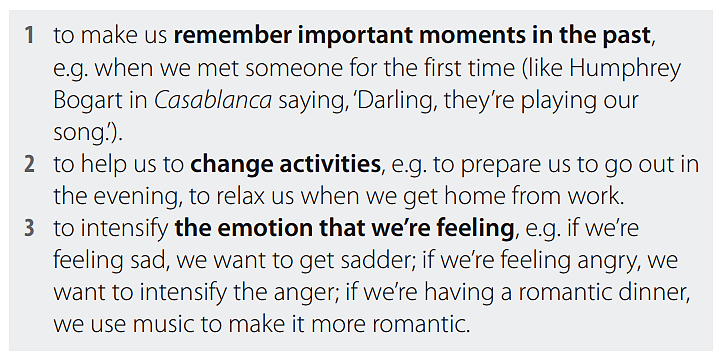 1 to make us remember important moments in the past,
e.g. when we met someone for the first time (like Humphrey
Bogart in Casablanca saying, ‘Darling, they’re playing our
song.’).
2 to help us to change activities, e.g. to prepare us to go out in
the evening, to relax us when we get home from work.
3 to intensify the emotion that we’re feeling, e.g. if we’re
feeling sad, we want to get sadder; if we’re feeling angry, we
want to intensify the anger; if we’re having a romantic dinner,
we use music to make it more romantic.